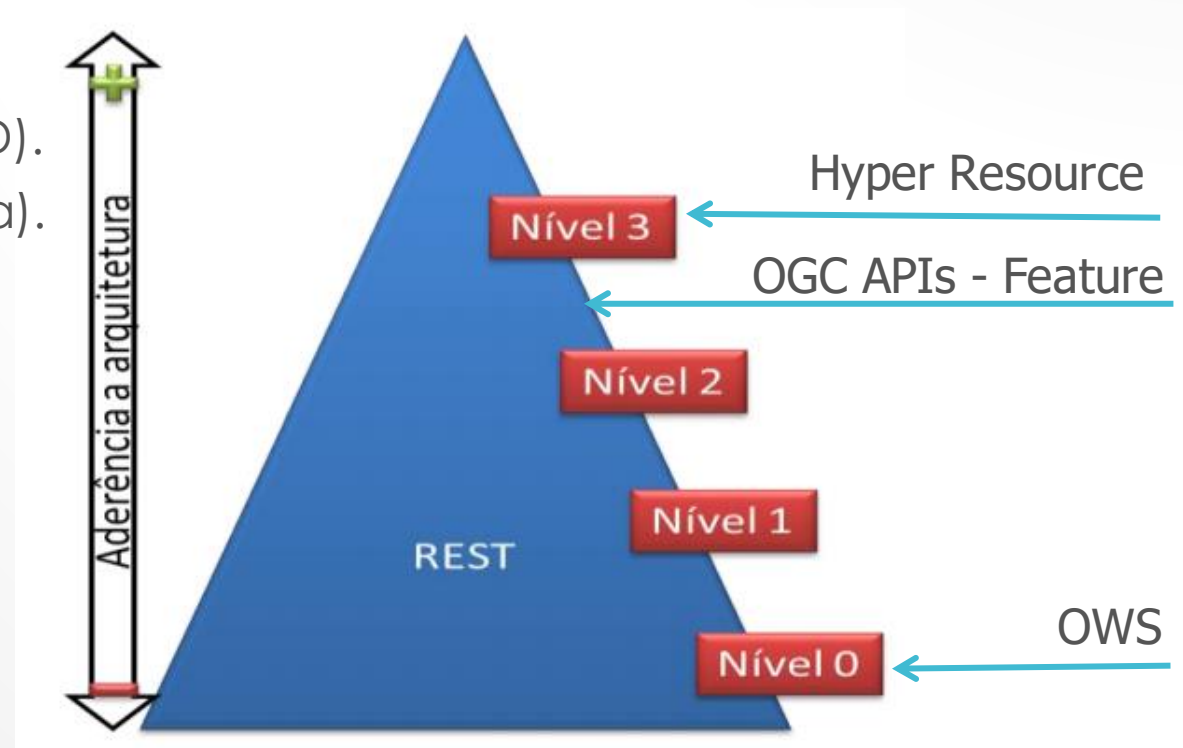 ).
a).
Aderência a arquitetura
Hyper Resource
Nível 3
OGC APIs - Feature
Nível 2
Nível 1
REST
OWS
Nível 0